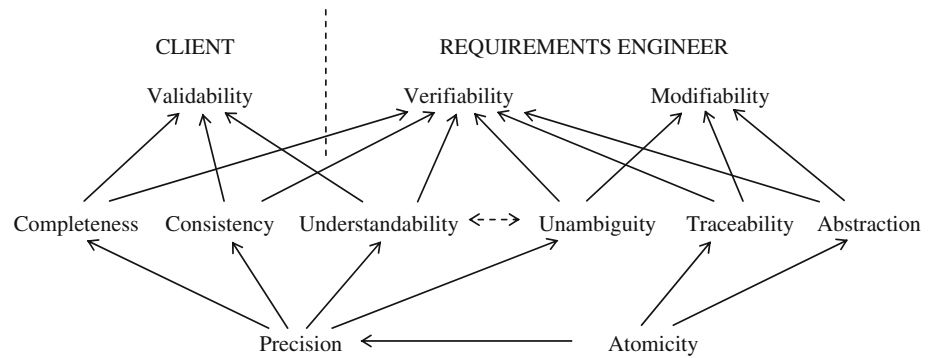 CLIENT REQUIREMENTS ENGINEER
Validability Verifiability Modifiability
Completeness Consistency Understandability Unambiguity Traceability Abstraction
Precision Atomicity